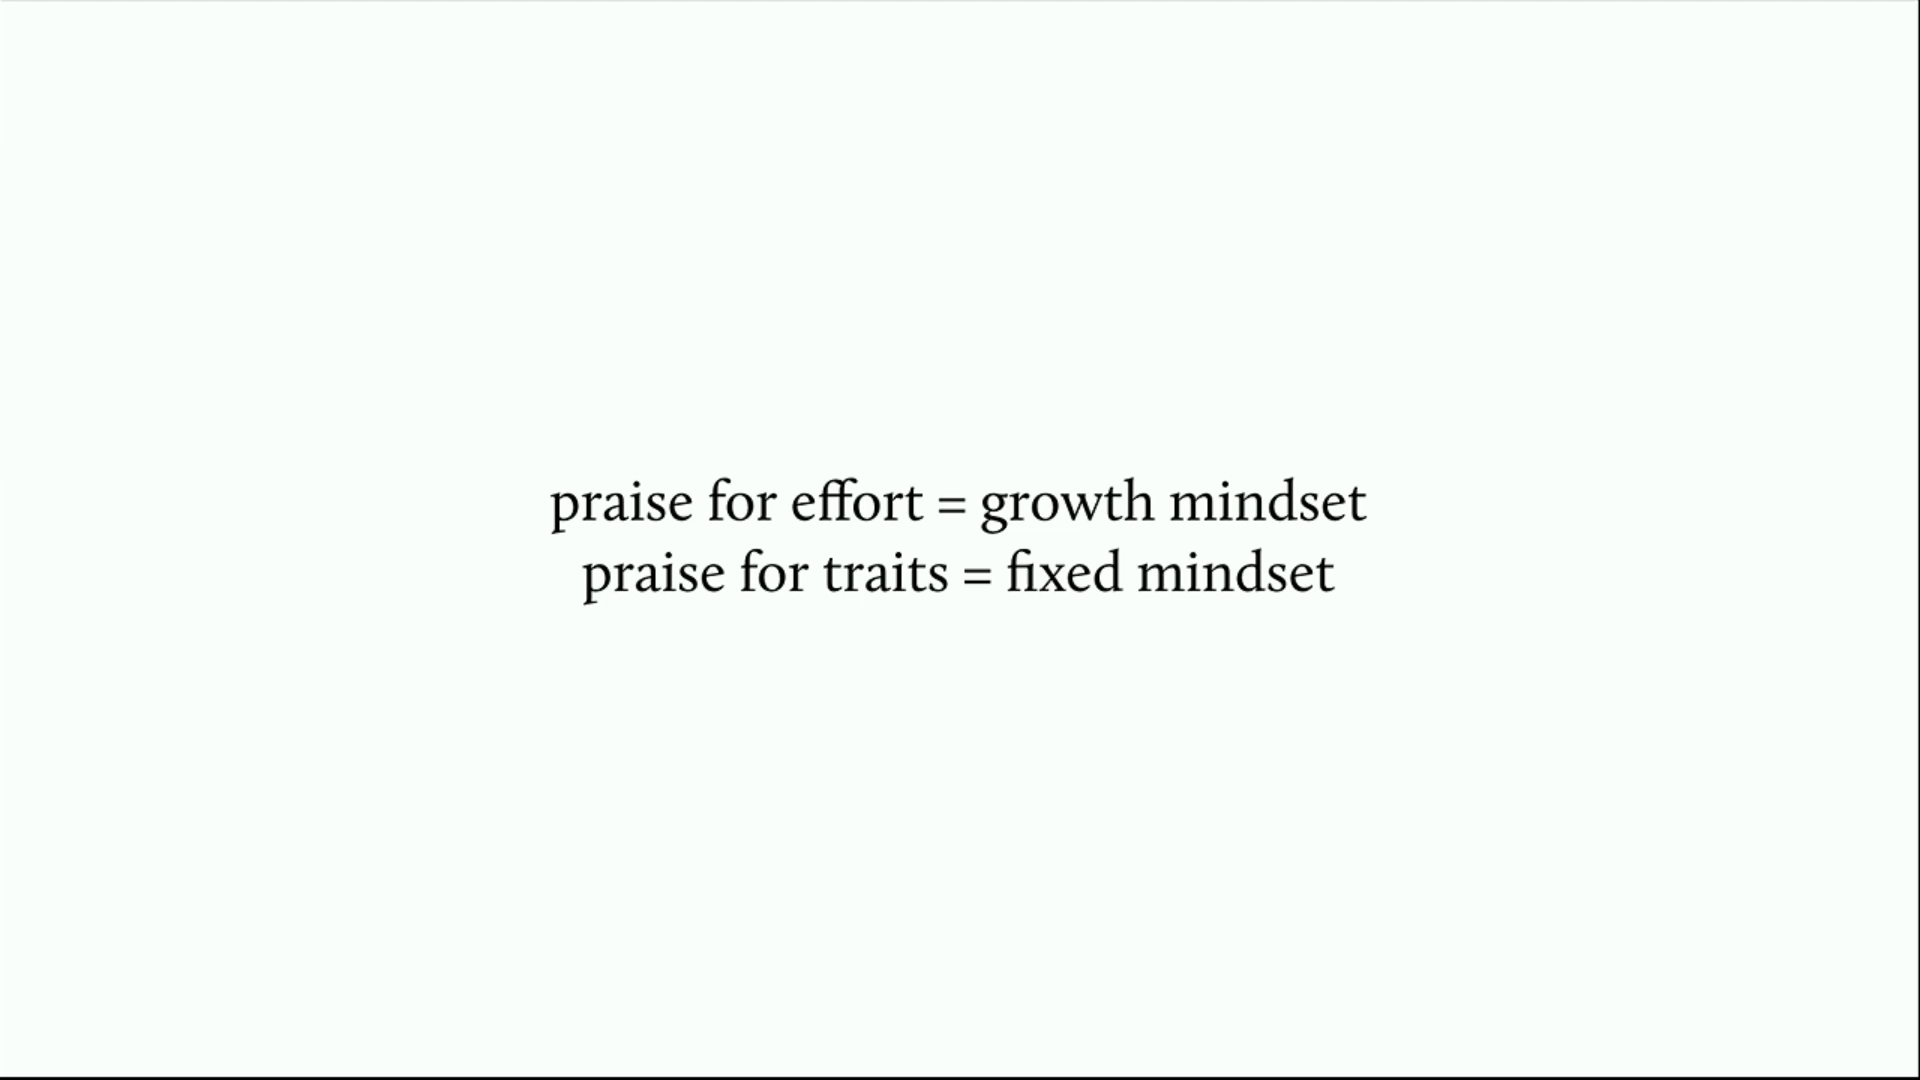 praise for effort = growth mindset
praise for traits = fixed mindset